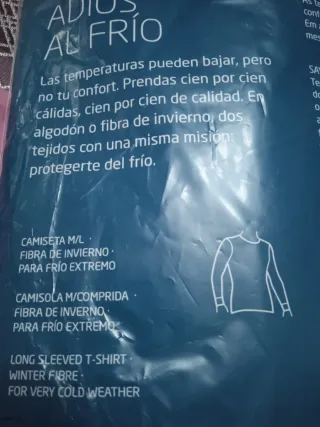 ADIÓS
AL FRÍO
Las temperaturas pueden bajar, pero
no tu confort. Prendas cien por cien
cálidas, cien por cien de calidad. En
algodón o fibra de invierno, dos
tejidos con una misma misión:
protegerte del frío.
CAMISETA M/L ·
FIBRA DE INVIERNO ·
PARA FRÍO EXTREMO
CAMISOLA M/COMPRIDA ·
FIBRA DE INVERNO ·
PARA FRÍO EXTREMO
LONG SLEEVED T-SHIRT ·
WINTER FIBRE ·
FOR VERY COLD WEATHER